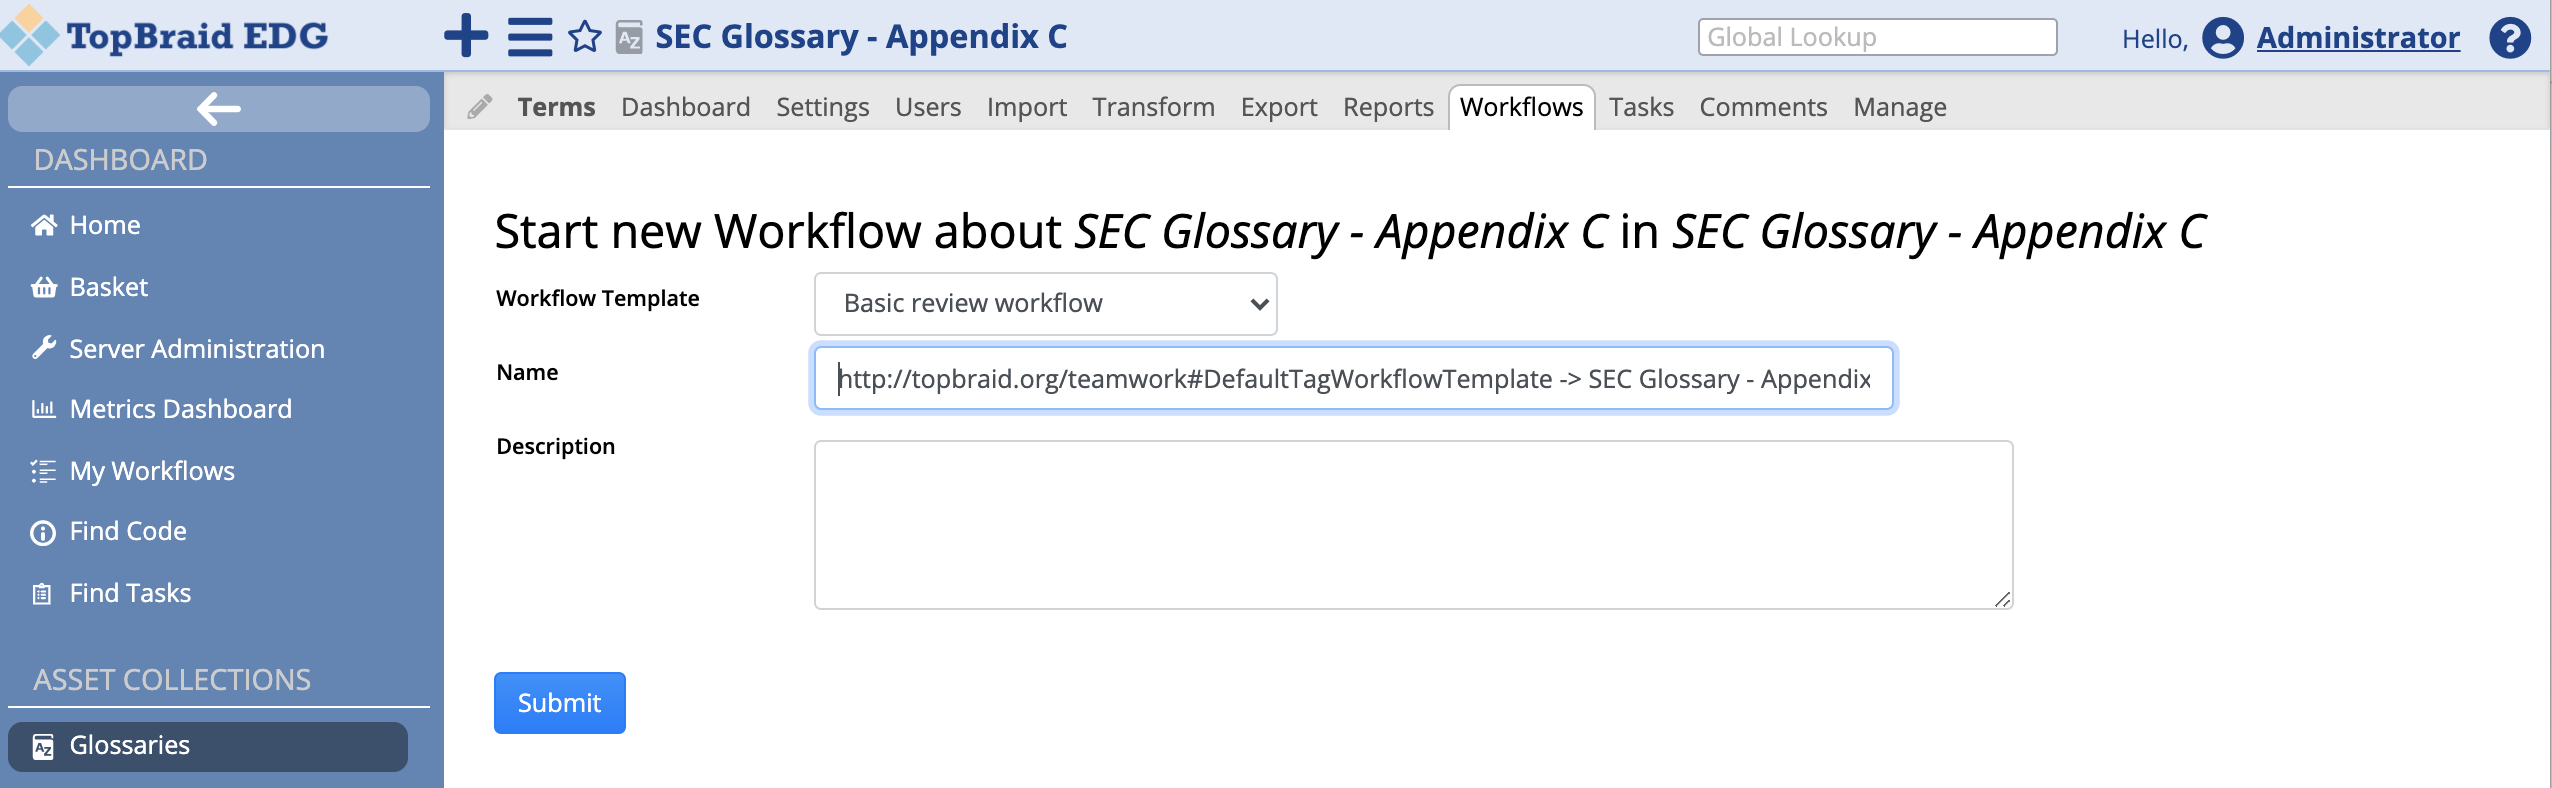 TopBraid EDG
SEC Glossary - Appendix C
Global Lookup
Hello, Administrator
Terms Dashboard Settings Users Import Transform Export Reports Workflows Tasks Comments Manage
DASHBOARD
Home
Basket
Server Administration
Metrics Dashboard
My Workflows
Find Code
Find Tasks
ASSET COLLECTIONS
Glossaries
Start new Workflow about SEC Glossary - Appendix C in SEC Glossary - Appendix C
Workflow Template
Basic review workflow
Name
http://topbraid.org/teamwork#DefaultTagWorkflowTemplate -> SEC Glossary - Appendix
Description
Submit